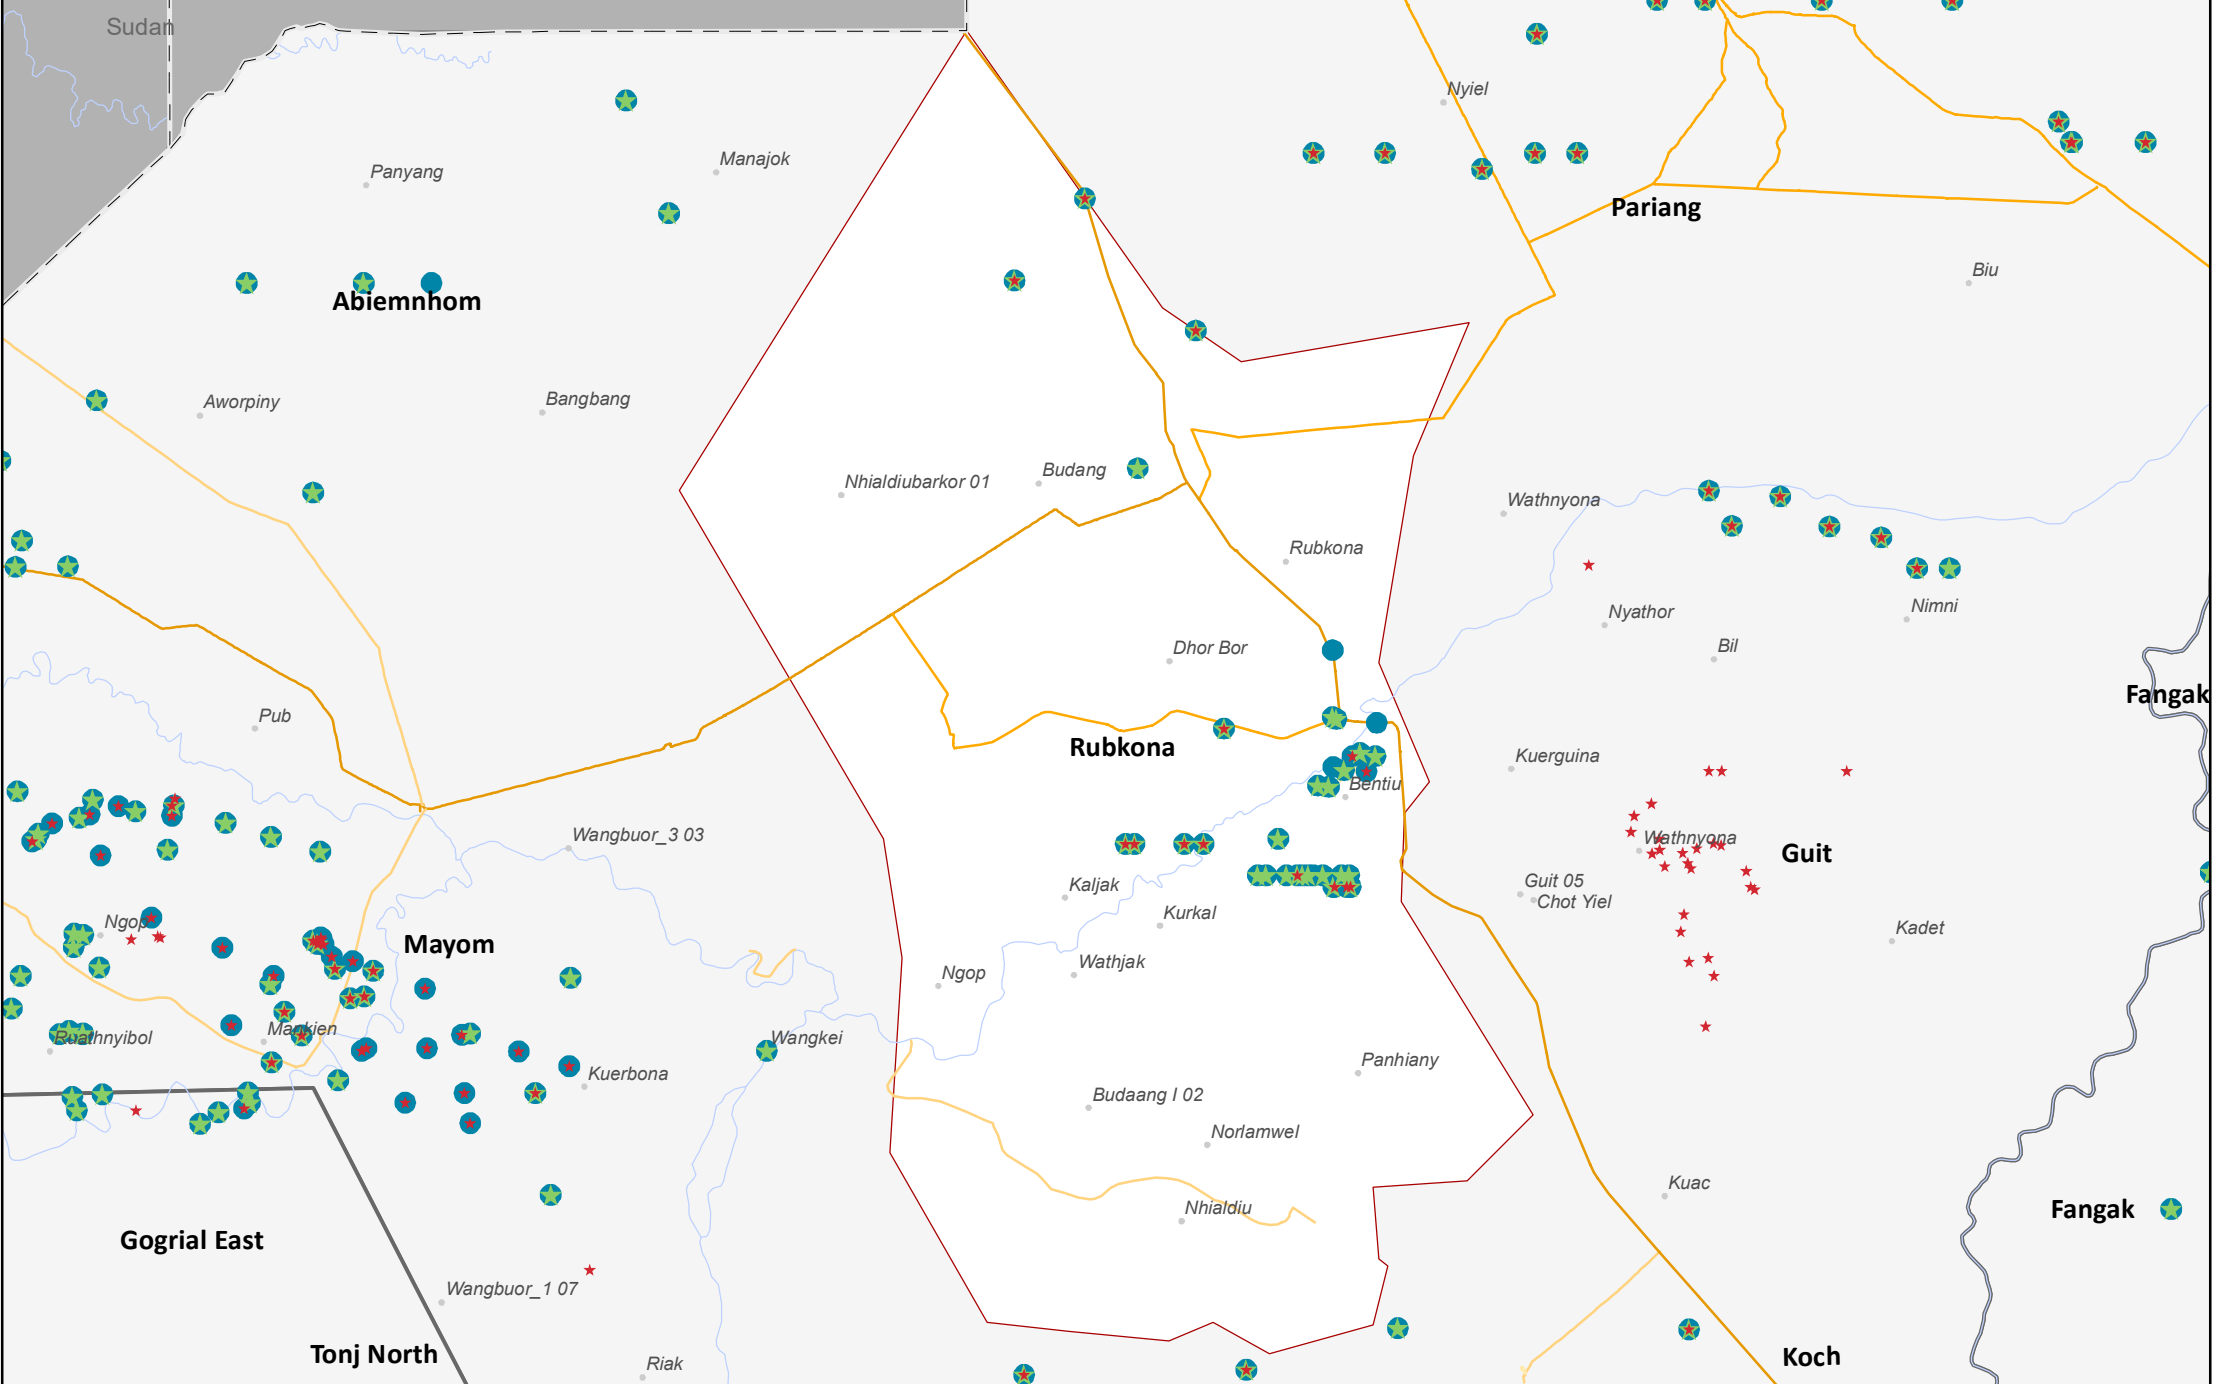 Sudan
Nyiel
Manajok
Panyang
Pariang
Biu
Abiemnhom
Bangbang
Aworpiny
Budang
Nhialdiubarkor 01
Wathnyona
Rubkona
Nimni
Nyathor
Bil
Dhor Bor
Fangak
Pub
Rubkona
Kuerguina
Bentiu
Wangbuor_3 03
Wathnyona
Guit
Guit 05
Kaljak
Chot Yiel
Kurkal
Ngop
Kadet
Mayom
Wathjak
Ngop
Mankien
Ruathnyibol
Wangkei
Panhiany
Kuerbona
Budaang I 02
Norlamwel
Kuac
Nhialdiu
Fangak
Gogrial East
Wangbuor_1 07
Tonj North
Koch
Riak